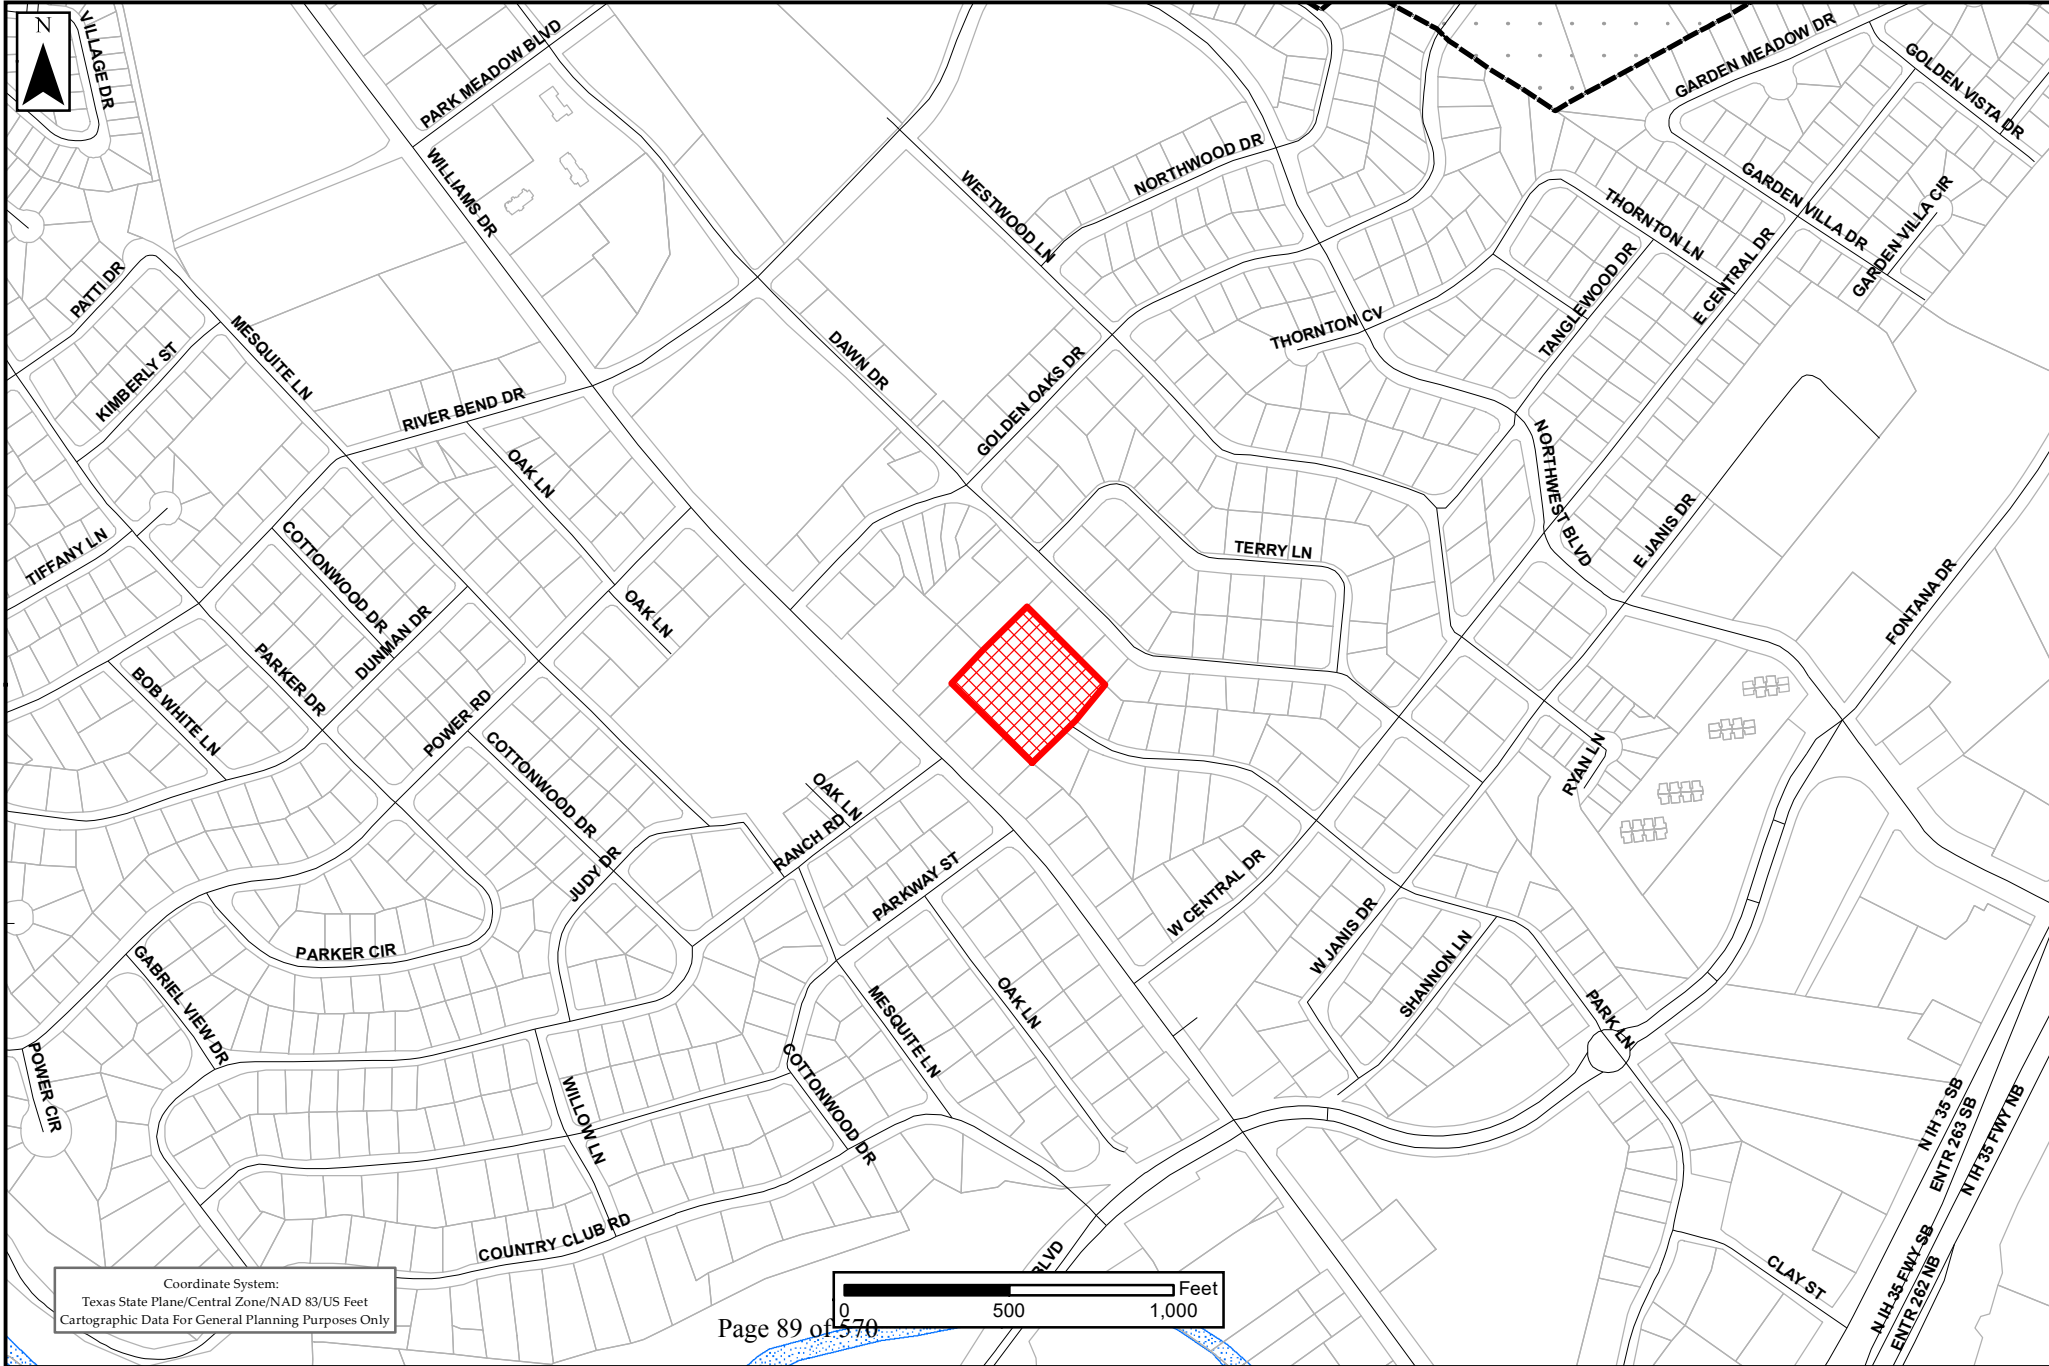 N
VILLAGE DR
PARK MEADOW BLVD
GARDEN MEADOW DR
GOLDEN VISTA DR
WILLIAMS DR
WESTWOOD LN
NORTHWOOD DR
GARDEN VILLA DR
GARDEN VILLA CIR
THORNTON LN
TANGLEWOOD DR
E CENTRAL DR
PATTI DR
KIMBERLY ST
MESQUITE LN
RIVER BEND DR
DAWN DR
GOLDEN OAKS DR
THORNTON CV
OAK LN
NORTHWEST BLVD
E JANIS DR
TIFFANY LN
COTTONWOOD DR
DUNMAN DR
OAK LN
TERRY LN
FONTANA DR
BOB WHITE LN
PARKER DR
POWER RD
COTTONWOOD DR
JUDY DR
OAK LN
RANCH RD
PARKWAY ST
RYAN LN
W CENTRAL DR
W JANIS DR
SHANNON LN
PARK LN
PARKER CIR
GABRIEL VIEW DR
POWER CIR
MESQUITE LN
OAK LN
COTTONWOOD DR
WILLOW LN
COUNTRY CLUB RD
BLVD
N IH 35 SB
ENTR 263 SB
N IH 35 FWY NB
N IH 35 FWY SB
ENTR 262 NB
CLAY ST
Coordinate System:
Texas State Plane/Central Zone/NAD 83/US Feet
Cartographic Data For General Planning Purposes Only
Feet
0 500 1,000
Page 89 of 570